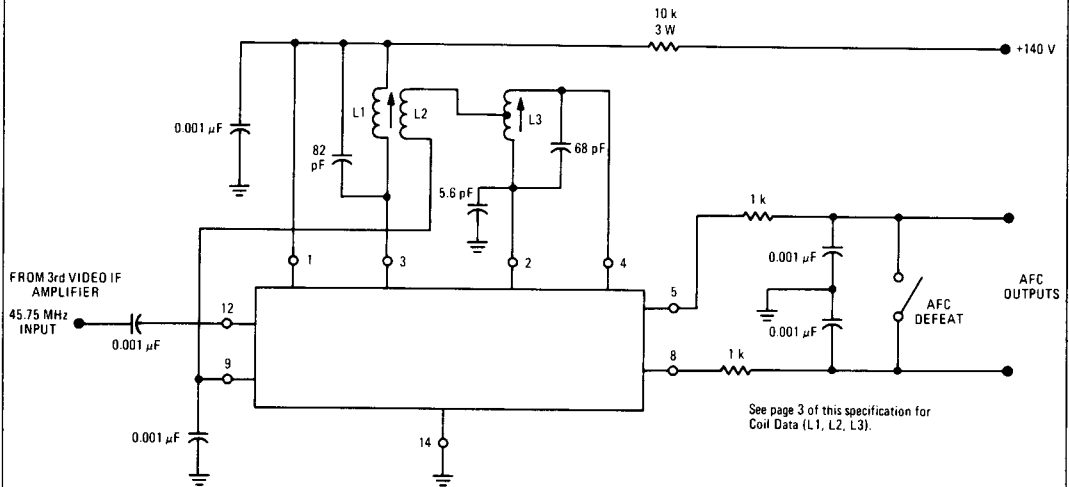 10 k
3 W
+140 V
0.001 µF
L1
L2
L3
82
pF
68 pF
5.6 pF
1 k
1
3
2
4
FROM 3rd VIDEO IF
AMPLIFIER
45.75 MHz
INPUT
0.001 µF
12
5
0.001 µF
AFC
DEFEAT
AFC
OUTPUTS
0.001 µF
9
8
1 k
0.001 µF
14
See page 3 of this specification for
Coil Data (L1, L2, L3).